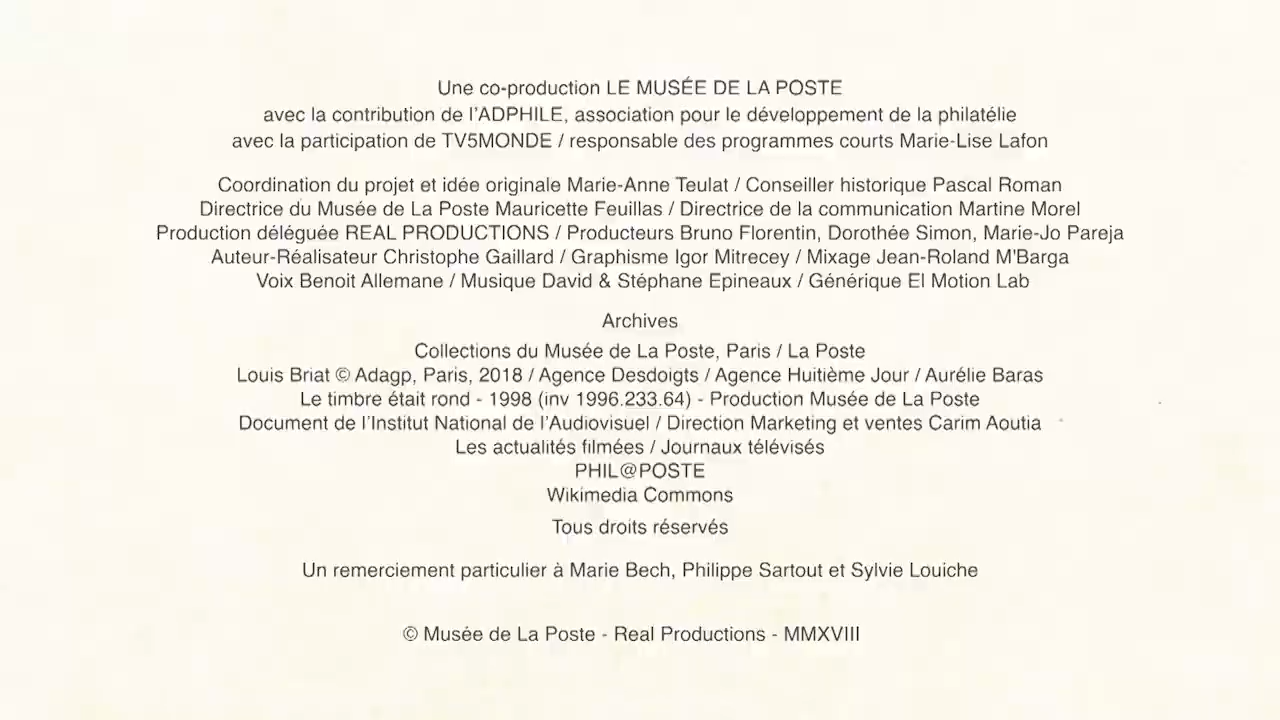 Une co-production LE MUSÉE DE LA POSTE
avec la contribution de l'ADPHILE, association pour le développement de la philatélie
avec la participation de TV5MONDE / responsable des programmes courts Marie-Lise Lafon
Coordination du projet et idée originale Marie-Anne Teulat / Conseiller historique Pascal Roman
Directrice du Musée de La Poste Mauricette Feuillas / Directrice de la communication Martine Morel
Production déléguée REAL PRODUCTIONS / Producteurs Bruno Florentin, Dorothée Simon, Marie-Jo Pareja
Auteur-Réalisateur Christophe Gaillard / Graphisme Igor Mitrecey / Mixage Jean-Roland M'Barga
Voix Benoit Allemane / Musique David & Stéphane Epineaux / Générique El Motion Lab
Archives
Collections du Musée de La Poste, Paris / La Poste
Louis Briat © Adagp, Paris, 2018 / Agence Desdoigts / Agence Huitième Jour / Aurélie Baras
Le timbre était rond - 1998 (inv 1996.233.64) - Production Musée de La Poste
Document de l'Institut National de l'Audiovisuel / Direction Marketing et ventes Carim Aoutia
Les actualités filmées / Journaux télévisés
PHIL@POSTE
Wikimedia Commons
Tous droits réservés
Un remerciement particulier à Marie Bech, Philippe Sartout et Sylvie Louiche
© Musée de La Poste - Real Productions - MMXVIII